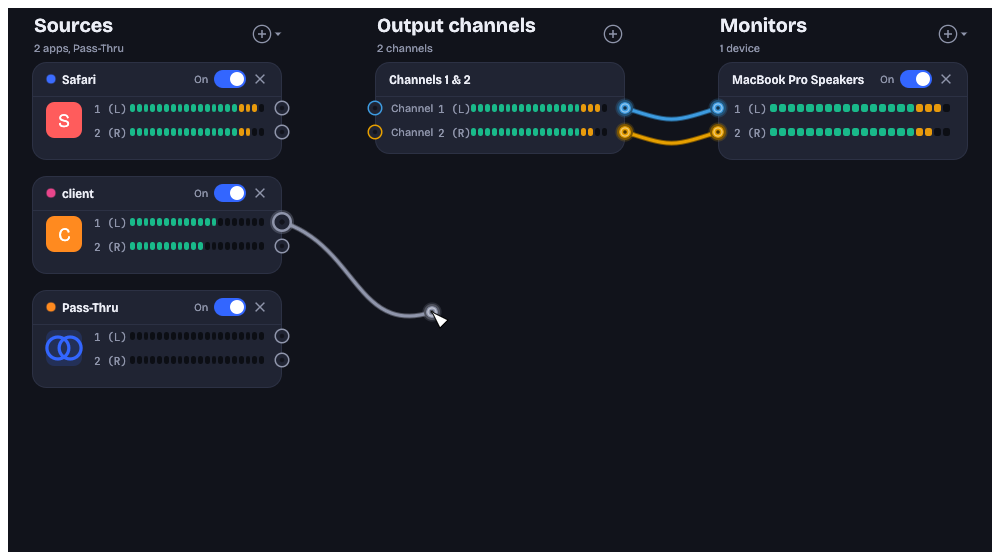 Sources
2 apps, Pass-Thru
Safari
On
S
1 (L)
2 (R)
client
On
C
1 (L)
2 (R)
Pass-Thru
On
1 (L)
2 (R)
Output channels
2 channels
Channels 1 & 2
Channel 1 (L)
Channel 2 (R)
Monitors
1 device
MacBook Pro Speakers
On
1 (L)
2 (R)